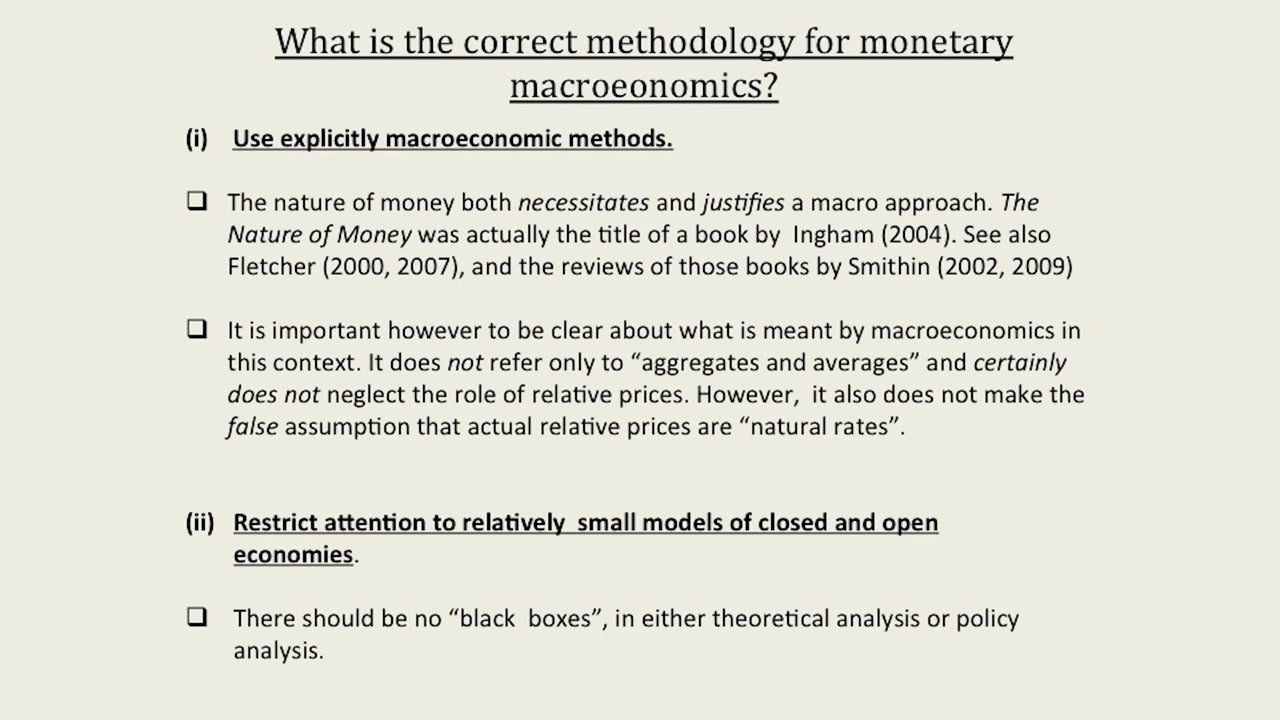 What is the correct methodology for monetary
macroeonomics?
(i) Use explicitly macroeconomic methods.
❑ The nature of money both necessitates and justifies a macro approach. The
Nature of Money was actually the title of a book by Ingham (2004). See also
Fletcher (2000, 2007), and the reviews of those books by Smithin (2002, 2009)
❑ It is important however to be clear about what is meant by macroeconomics in
this context. It does not refer only to “aggregates and averages” and certainly
does not neglect the role of relative prices. However, it also does not make the
false assumption that actual relative prices are “natural rates”.
(ii) Restrict attention to relatively small models of closed and open
economies.
❑ There should be no “black boxes”, in either theoretical analysis or policy
analysis.